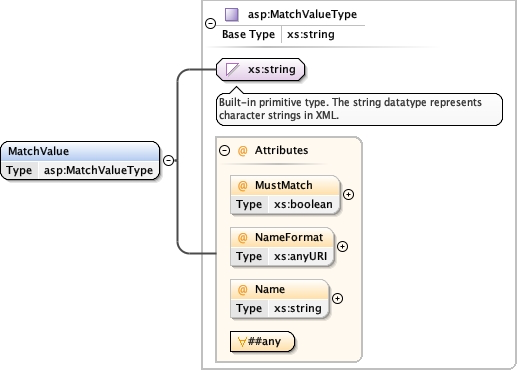 asp:MatchValueType
Base Type xs:string
xs:string
Built-in primitive type. The string datatype represents
character strings in XML.
MatchValue
Type asp:MatchValueType
@ Attributes
@ MustMatch
Type xs:boolean
@ NameFormat
Type xs:anyURI
@ Name
Type xs:string
∀##any